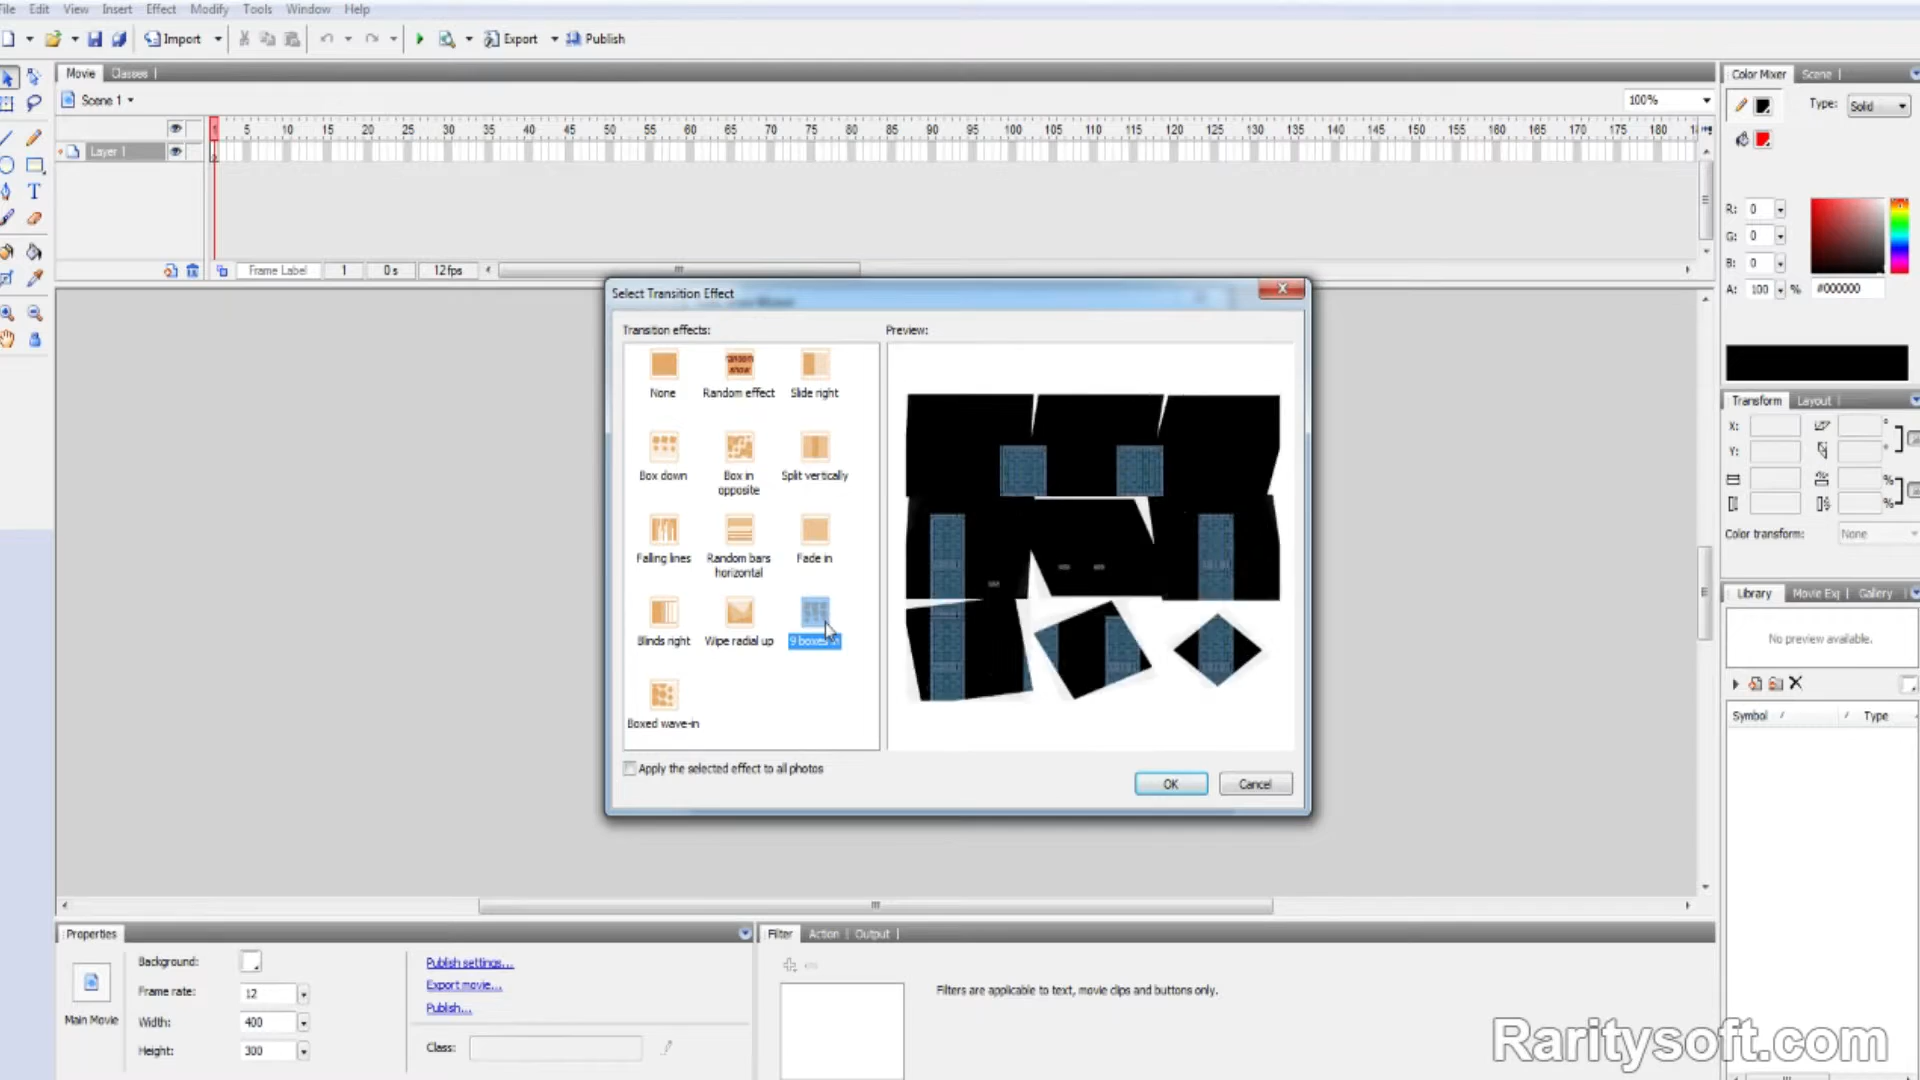 File Edit View Insert Effect Modify Tools Window Help
Import Export Publish
Movie Classes
Scene 1
100%
1 5 10 15 20 25 30 35 40 45 50 55 60 65 70 75 80 85 90 95 100 105 110 115 120 125 130 135 140 145 150 155 160 165 170 175 180
Layer 1
Frame Label 1 0 s 12 fps
Color Mixer Scene
Type: Solid
R: 0
G: 0
B: 0
A: 100 % #000000
Transform Layout
X:
Y:
%
%
Color transform: None
Library Movie Exp Gallery
No preview available.
Symbol Type
Select Transition Effect
Transition effects: Preview:
random
show
None Random effect Slide right
Box down Box in Split vertically
opposite
Falling lines Random bars Fade in
horizontal
Blinds right Wipe radial up 9 boxes in
Boxed wave-in
Apply the selected effect to all photos
OK Cancel
Properties
Main Movie
Background:
Frame rate: 12
Width: 400
Height: 300
Publish settings...
Export movie...
Publish...
Class:
Filter Action Output
Filters are applicable to text, movie clips and buttons only.
Raritysoft.com